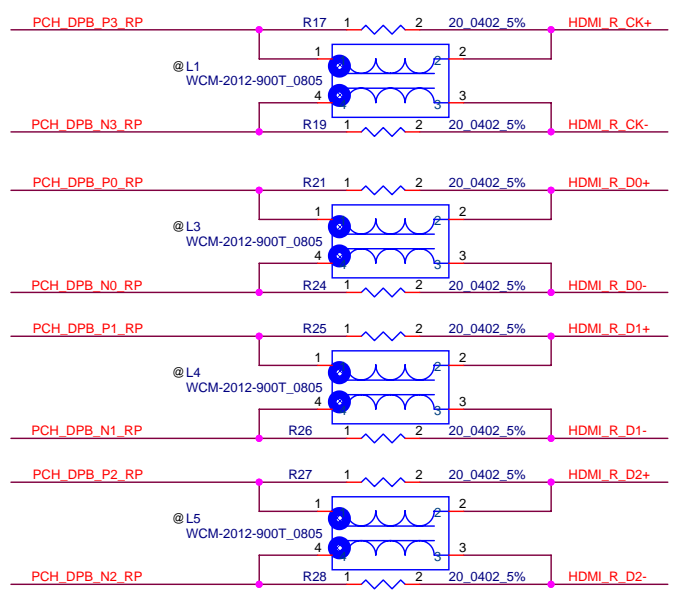 PCH_DPB_P3_RP R17 1 2 20_0402_5% HDMI_R_CK+
1 2 2
@ L1
WCM-2012-900T_0805
4 4 3 3
PCH_DPB_N3_RP R19 1 2 20_0402_5% HDMI_R_CK-
PCH_DPB_P0_RP R21 1 2 20_0402_5% HDMI_R_D0+
1 2 2
@ L3
WCM-2012-900T_0805
4 4 3 3
PCH_DPB_N0_RP R24 1 2 20_0402_5% HDMI_R_D0-
PCH_DPB_P1_RP R25 1 2 20_0402_5% HDMI_R_D1+
1 2 2
@ L4
WCM-2012-900T_0805
4 4 3 3
PCH_DPB_N1_RP R26 1 2 20_0402_5% HDMI_R_D1-
PCH_DPB_P2_RP R27 1 2 20_0402_5% HDMI_R_D2+
1 2 2
@ L5
WCM-2012-900T_0805
4 4 3 3
PCH_DPB_N2_RP R28 1 2 20_0402_5% HDMI_R_D2-